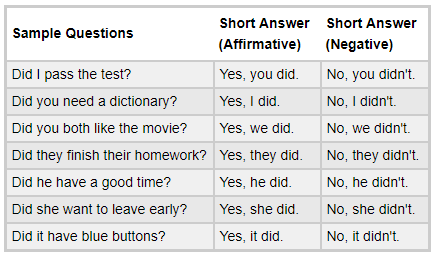 Sample Questions Short Answer (Affirmative) Short Answer (Negative)
Did I pass the test? Yes, you did. No, you didn't.
Did you need a dictionary? Yes, I did. No, I didn't.
Did you both like the movie? Yes, we did. No, we didn't.
Did they finish their homework? Yes, they did. No, they didn't.
Did he have a good time? Yes, he did. No, he didn't.
Did she want to leave early? Yes, she did. No, she didn't.
Did it have blue buttons? Yes, it did. No, it didn't.